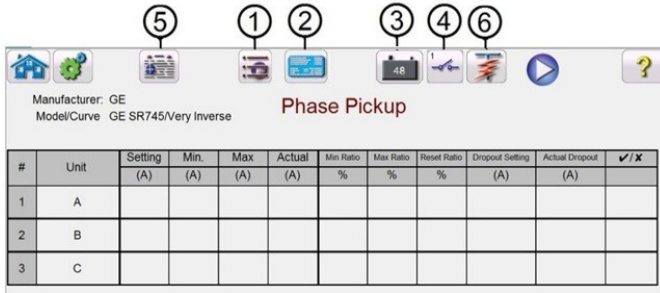 5 1 2 3 4 6
48 1 ?
Manufacturer: GE
Model/Curve GE SR745/Very Inverse
Phase Pickup
# Unit Setting Min. Max Actual Min Ratio Max Ratio Reset Ratio Dropout Setting Actual Dropout ✔/✘
(A) (A) (A) (A) % % % (A) (A)
1 A
2 B
3 C